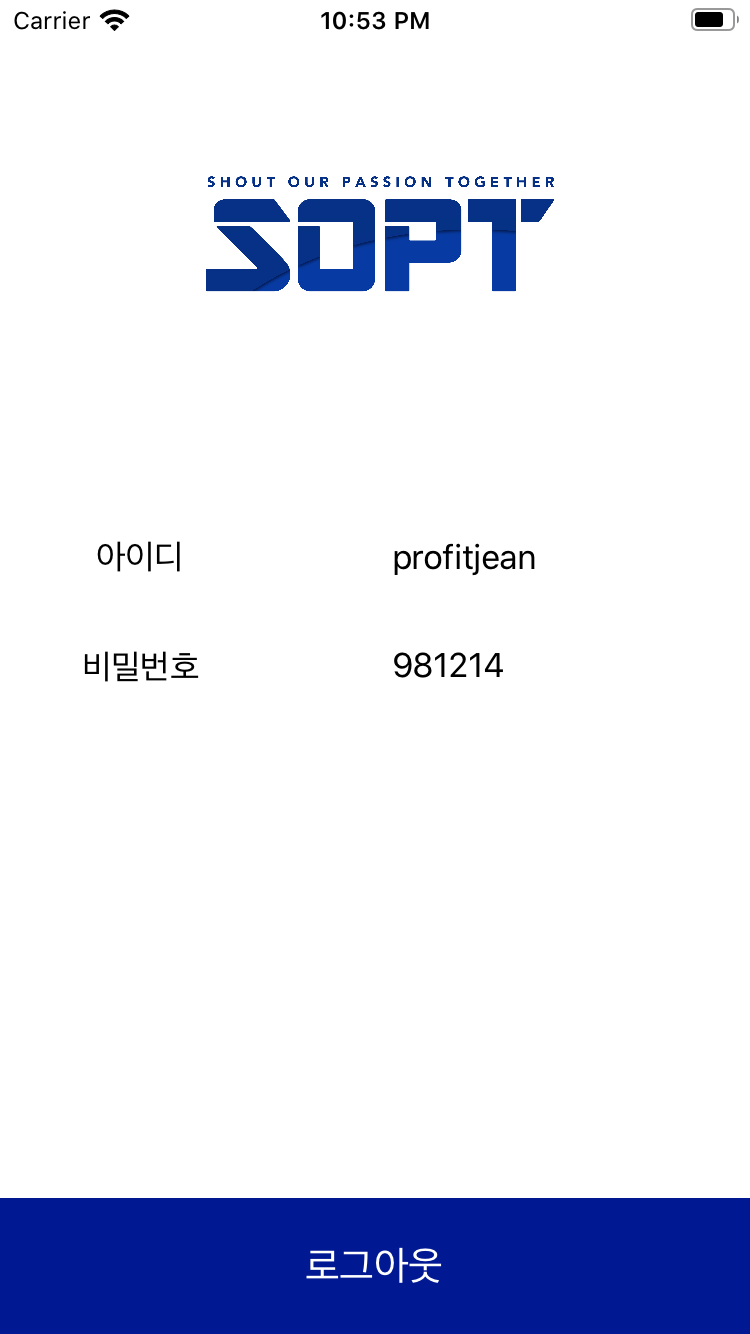 Carrier 10:53 PM
SHOUT OUR PASSION TOGETHER
SOPT
아이디 profitjean
비밀번호 981214
로그아웃